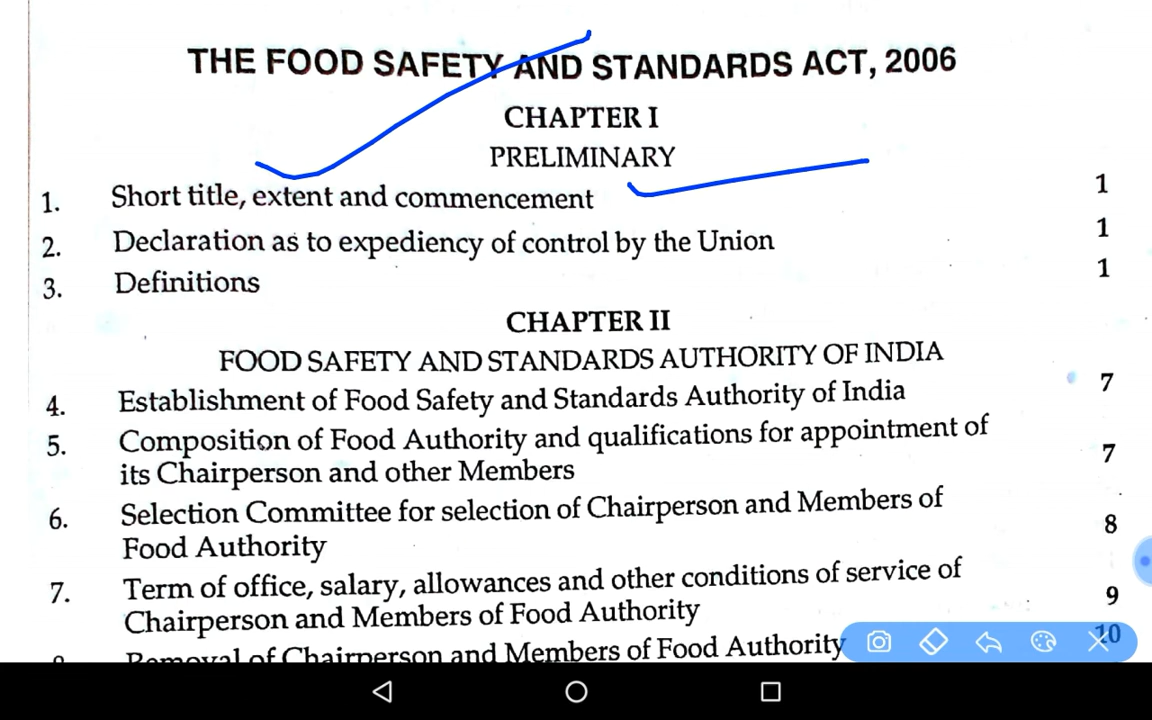 THE FOOD SAFETY AND STANDARDS ACT, 2006
CHAPTER I
PRELIMINARY
1. Short title, extent and commencement 1
2. Declaration as to expediency of control by the Union 1
3. Definitions 1
CHAPTER II
FOOD SAFETY AND STANDARDS AUTHORITY OF INDIA
4. Establishment of Food Safety and Standards Authority of India 7
5. Composition of Food Authority and qualifications for appointment of
its Chairperson and other Members 7
6. Selection Committee for selection of Chairperson and Members of
Food Authority 8
7. Term of office, salary, allowances and other conditions of service of
Chairperson and Members of Food Authority 9
8. Removal of Chairperson and Members of Food Authority 10